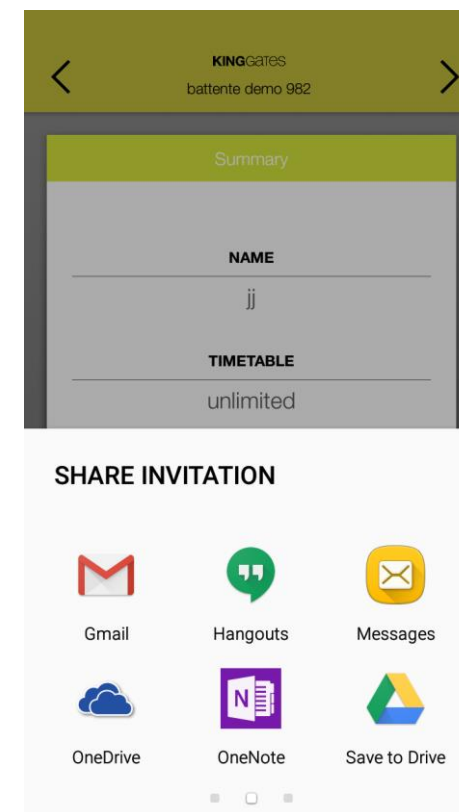 KINGGATES
battente demo 982
Summary
NAME
jj
TIMETABLE
unlimited
SHARE INVITATION
Gmail Hangouts Messages
N
OneDrive OneNote Save to Drive